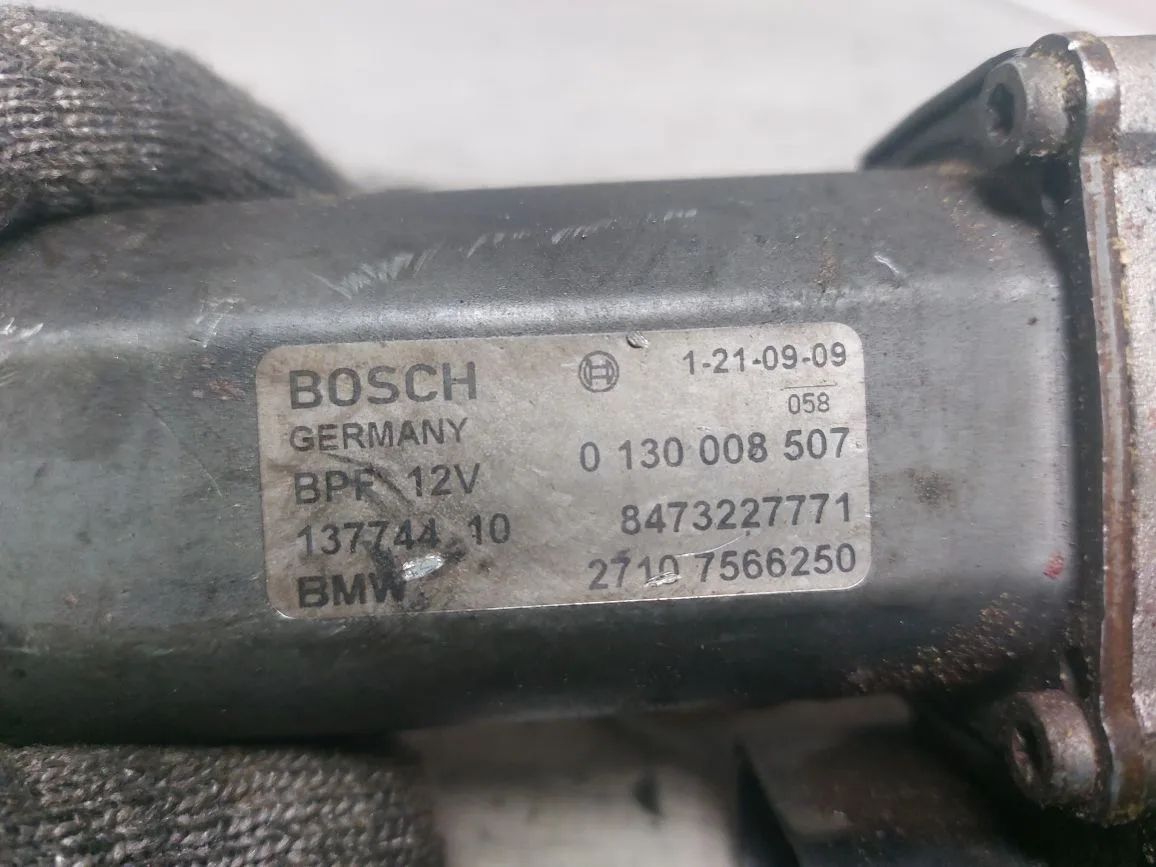 BOSCH 1-21-09-09
058
GERMANY
BPF 12V 0 130 008 507
137744 10 8473227771
BMW 2710 7566250